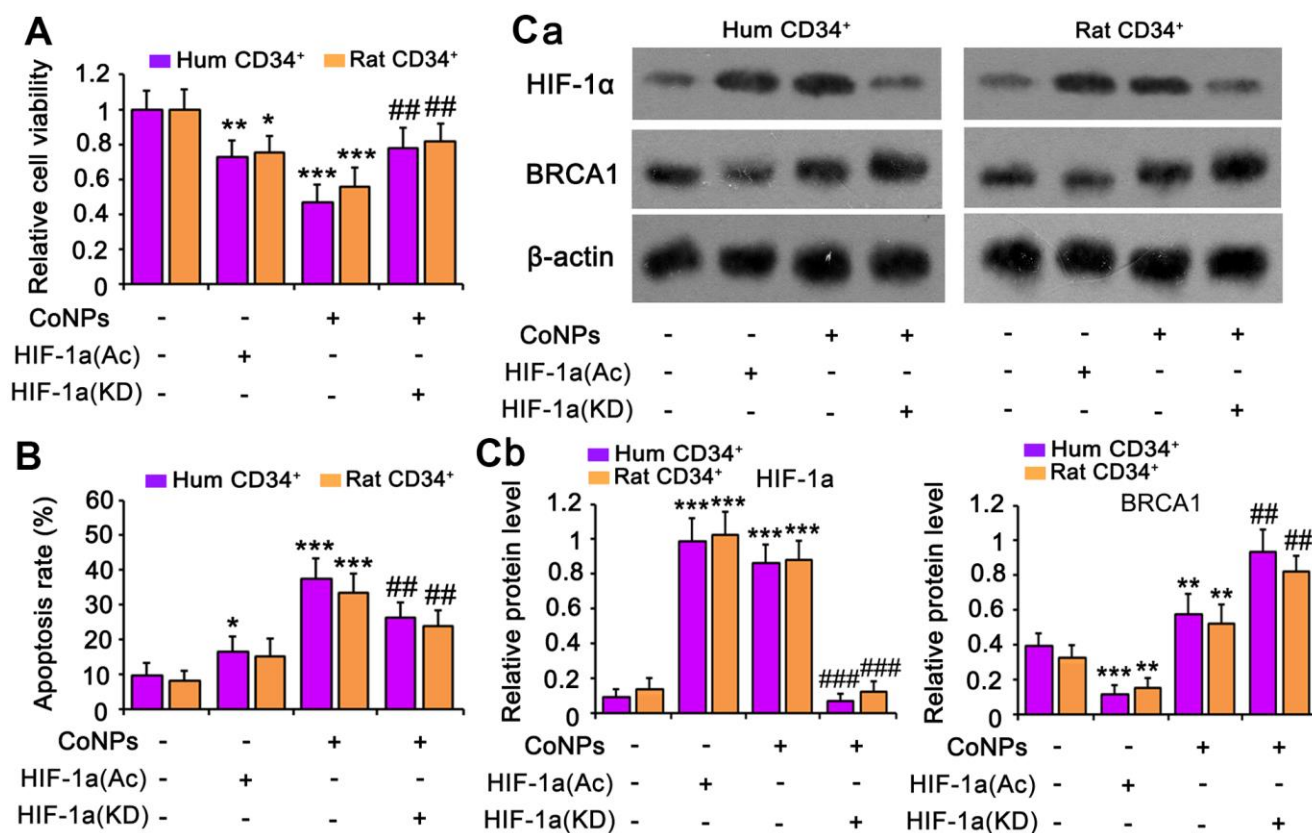 A
Hum CD34⁺ Rat CD34⁺
Relative cell viability
1.2
1
0.8
0.6
0.4
0.2
0
** * *** *** ## ##
CoNPs - - + +
HIF-1a(Ac) - + - -
HIF-1a(KD) - - - +
B
Hum CD34⁺ Rat CD34⁺
Apoptosis rate (%)
60
50
40
30
20
10
0
* *** *** ## ##
CoNPs - - + +
HIF-1a(Ac) - + - -
HIF-1a(KD) - - - +
Ca
Hum CD34⁺ Rat CD34⁺
HIF-1α
BRCA1
β-actin
CoNPs - - + + - - + +
HIF-1a(Ac) - + - - - + - -
HIF-1a(KD) - - - + - - - +
Cb
Hum CD34⁺
Rat CD34⁺
HIF-1a
Relative protein level
1.2
1
0.8
0.6
0.4
0.2
0
*** *** *** *** ### ###
CoNPs - - + +
HIF-1a(Ac) - + - -
HIF-1a(KD) - - - +
Hum CD34⁺
Rat CD34⁺
BRCA1
Relative protein level
1.2
1
0.8
0.6
0.4
0.2
0
*** ** ** ** ## ##
CoNPs - - + +
HIF-1a(Ac) - + - -
HIF-1a(KD) - - - +